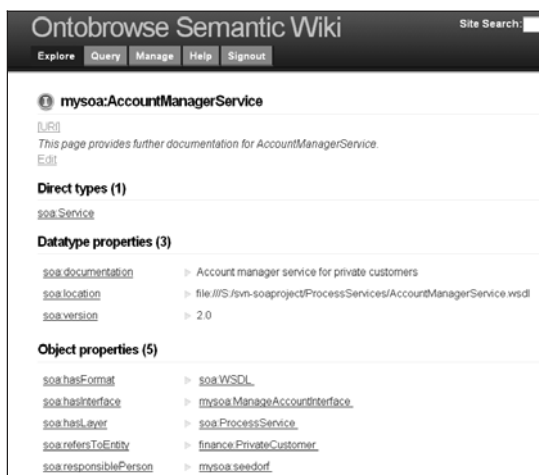 Ontobrowse Semantic Wiki
Site Search:
Explore Query Manage Help Signout
mysoa:AccountManagerService
[URI]
This page provides further documentation for AccountManagerService.
Edit
Direct types (1)
soa:Service
Datatype properties (3)
soa:documentation Account manager service for private customers
soa:location file:///S:/svn-soaproject/ProcessServices/AccountManagerService.wsdl
soa:version 2.0
Object properties (5)
soa:hasFormat soa:WSDL
soa:hasInterface mysoa:ManageAccountInterface
soa:hasLayer soa:ProcessService
soa:refersToEntity finance:PrivateCustomer
soa:responsiblePerson mysoa:seedorf